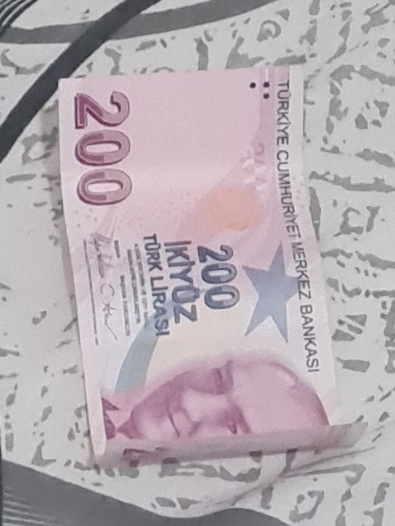 TÜRKİYE CUMHURİYET MERKEZ BANKASI
200
200
İKİYÜZ
TÜRK LİRASI